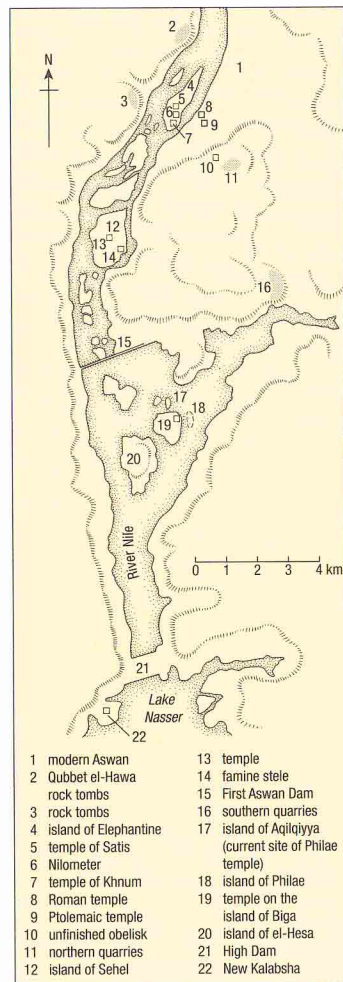 2
1
N
4
3
5
6
8
9
7
10
11
12
13
14
16
15
17
18
19
20
River Nile
0 1 2 3 4 km
21
Lake
Nasser
22
1 modern Aswan
2 Qubbet el-Hawa
rock tombs
3 rock tombs
4 island of Elephantine
5 temple of Satis
6 Nilometer
7 temple of Khnum
8 Roman temple
9 Ptolemaic temple
10 unfinished obelisk
11 northern quarries
12 island of Sehel
13 temple
14 famine stele
15 First Aswan Dam
16 southern quarries
17 island of Aqilqiyya
(current site of Philae
temple)
18 island of Philae
19 temple on the
island of Biga
20 island of el-Hesa
21 High Dam
22 New Kalabsha